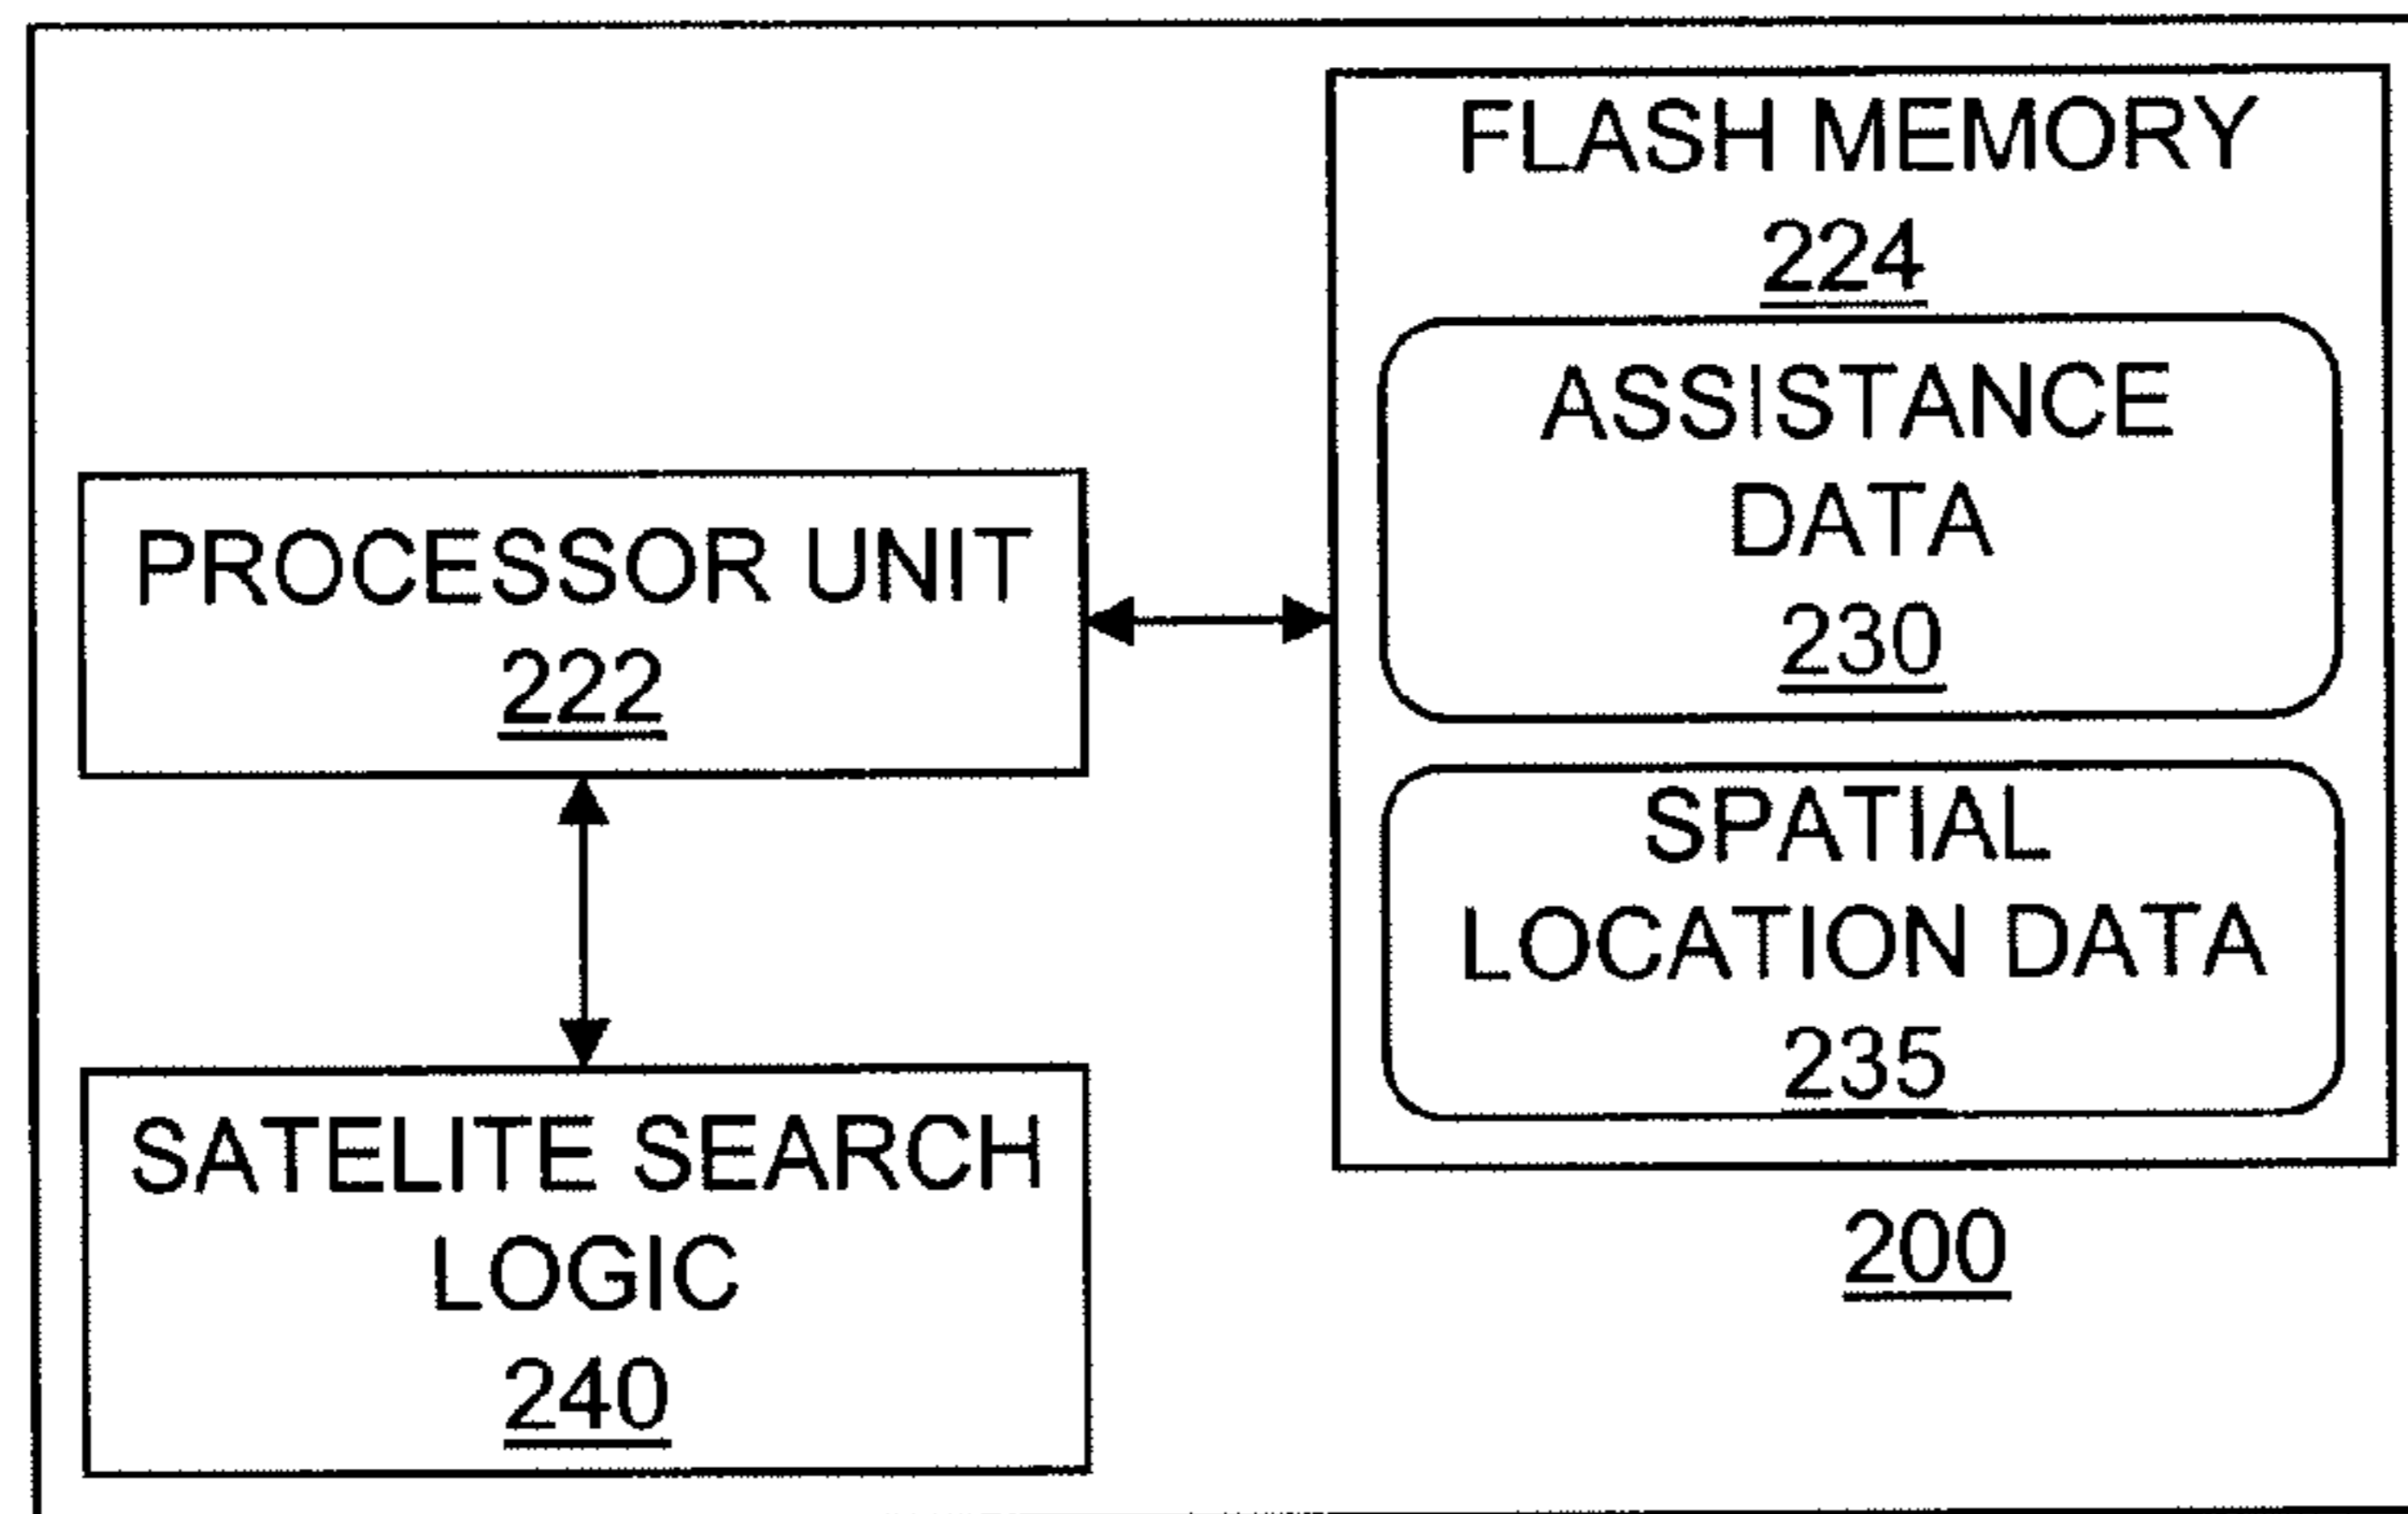 FLASH MEMORY
224
ASSISTANCE
DATA
230
PROCESSOR UNIT
222
SPATIAL
LOCATION DATA
235
SATELITE SEARCH
LOGIC
240
200